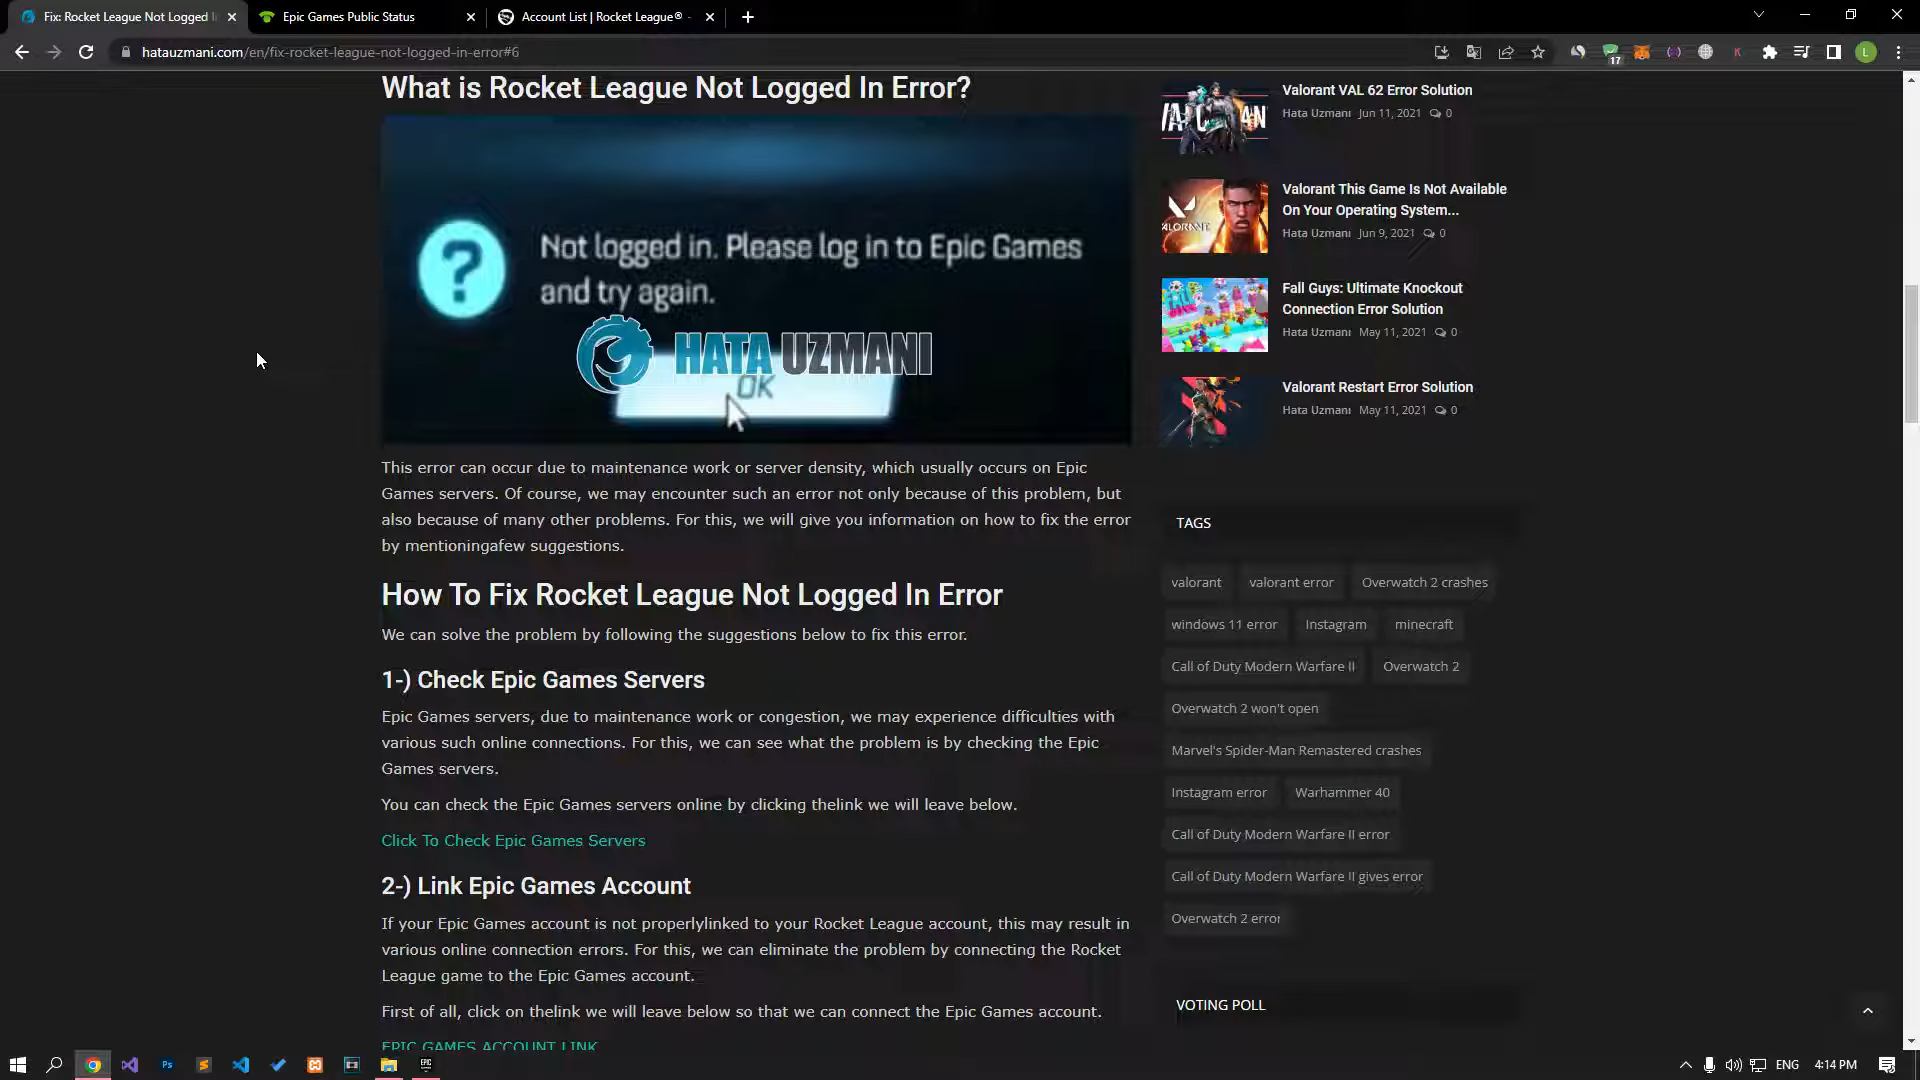 Fix: Rocket League Not Logged I
Epic Games Public Status
Account List | Rocket League® -
hatauzmani.com/en/fix-rocket-league-not-logged-in-error#6
17
K
L
What is Rocket League Not Logged In Error?
Not logged in. Please log in to Epic Games
and try again.
HATA UZMANI
OK
This error can occur due to maintenance work or server density, which usually occurs on Epic
Games servers. Of course, we may encounter such an error not only because of this problem, but
also because of many other problems. For this, we will give you information on how to fix the error
by mentioningafew suggestions.
How To Fix Rocket League Not Logged In Error
We can solve the problem by following the suggestions below to fix this error.
1-) Check Epic Games Servers
Epic Games servers, due to maintenance work or congestion, we may experience difficulties with
various such online connections. For this, we can see what the problem is by checking the Epic
Games servers.
You can check the Epic Games servers online by clicking thelink we will leave below.
Click To Check Epic Games Servers
2-) Link Epic Games Account
If your Epic Games account is not properlylinked to your Rocket League account, this may result in
various online connection errors. For this, we can eliminate the problem by connecting the Rocket
League game to the Epic Games account.
First of all, click on thelink we will leave below so that we can connect the Epic Games account.
EPIC GAMES ACCOUNT LINK
Valorant VAL 62 Error Solution
Hata Uzmanı Jun 11, 2021 0
VALORANT
Valorant This Game Is Not Available
On Your Operating System...
Hata Uzmanı Jun 9, 2021 0
Fall Guys: Ultimate Knockout
Connection Error Solution
Hata Uzmanı May 11, 2021 0
Valorant Restart Error Solution
Hata Uzmanı May 11, 2021 0
TAGS
valorant valorant error Overwatch 2 crashes
windows 11 error Instagram minecraft
Call of Duty Modern Warfare II Overwatch 2
Overwatch 2 won't open
Marvel's Spider-Man Remastered crashes
Instagram error Warhammer 40
Call of Duty Modern Warfare II error
Call of Duty Modern Warfare II gives error
Overwatch 2 error
VOTING POLL
Ps
EPIC
ENG
4:14 PM